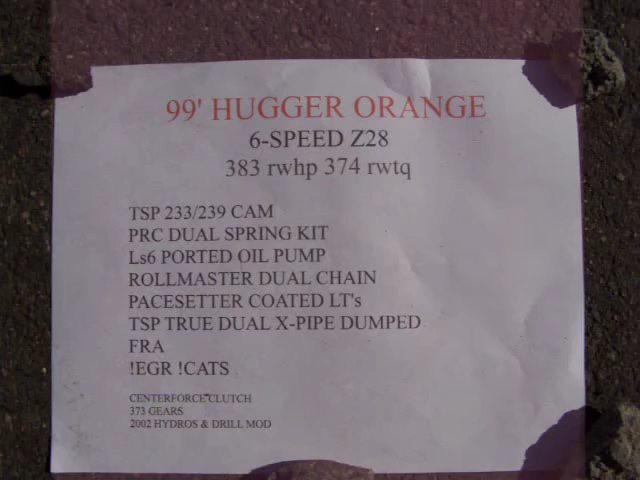 99' HUGGER ORANGE
6-SPEED Z28
383 rwhp 374 rwtq
TSP 233/239 CAM
PRC DUAL SPRING KIT
Ls6 PORTED OIL PUMP
ROLLMASTER DUAL CHAIN
PACESETTER COATED LT's
TSP TRUE DUAL X-PIPE DUMPED
FRA
!EGR !CATS
CENTERFORCE CLUTCH
373 GEARS
2002 HYDROS & DRILL MOD